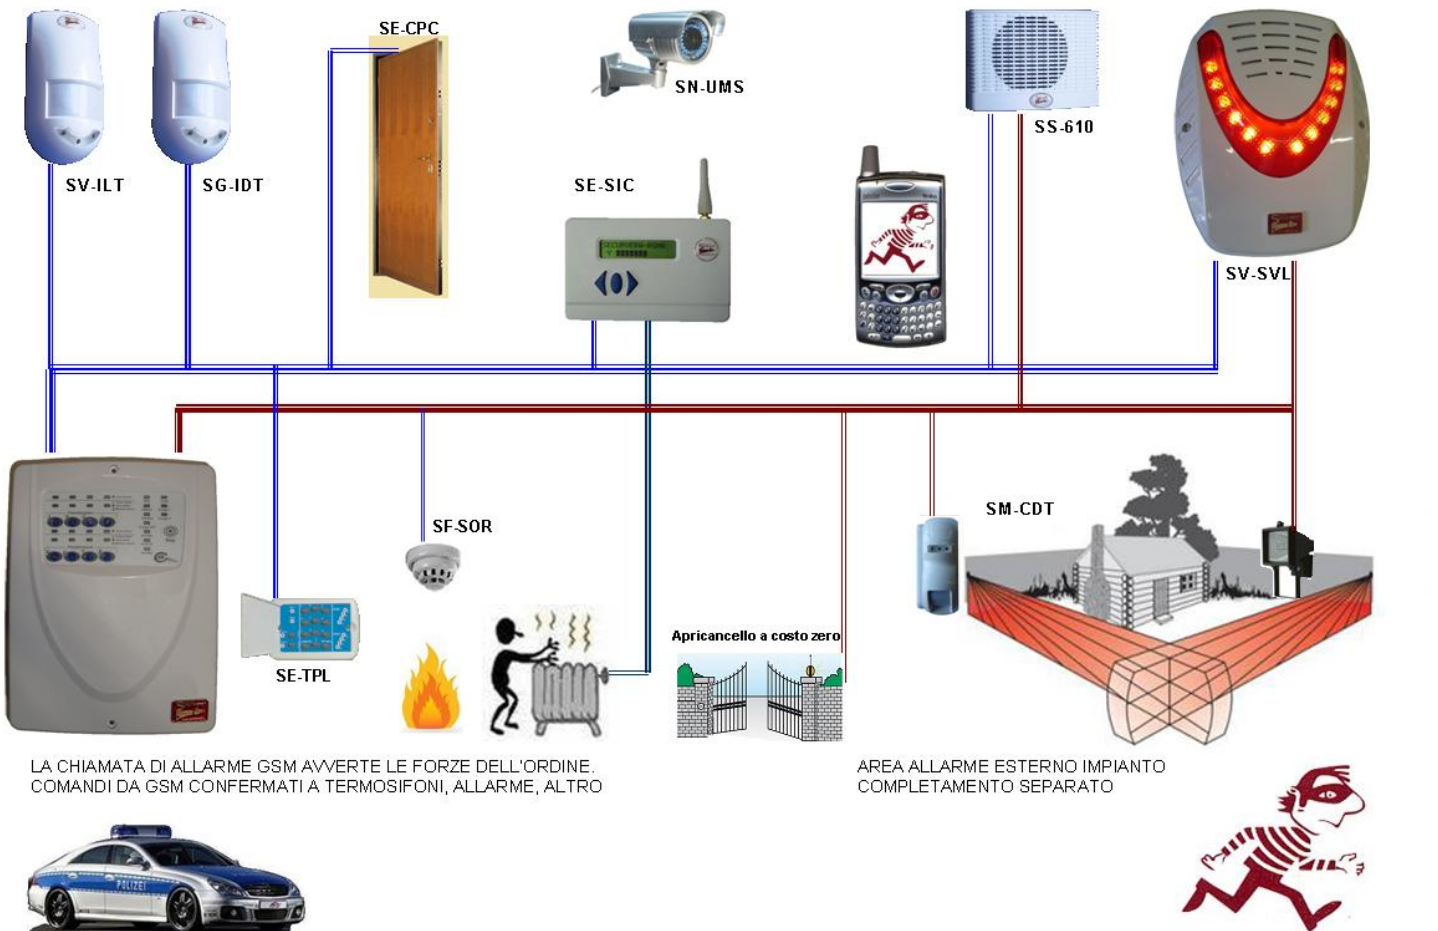 SE-CPC
SN-UMS
SS-610
SV-ILT
SG-IDT
SE-SIC
SV-SVL
SF-SOR
SM-CDT
Apricancello a costo zero
SE-TPL
LA CHIAMATA DI ALLARME GSM AVVERTE LE FORZE DELL'ORDINE.
COMANDI DA GSM CONFERMATI A TERMOSIFONI, ALLARME, ALTRO
AREA ALLARME ESTERNO IMPIANTO
COMPLETAMENTO SEPARATO
POLIZEI